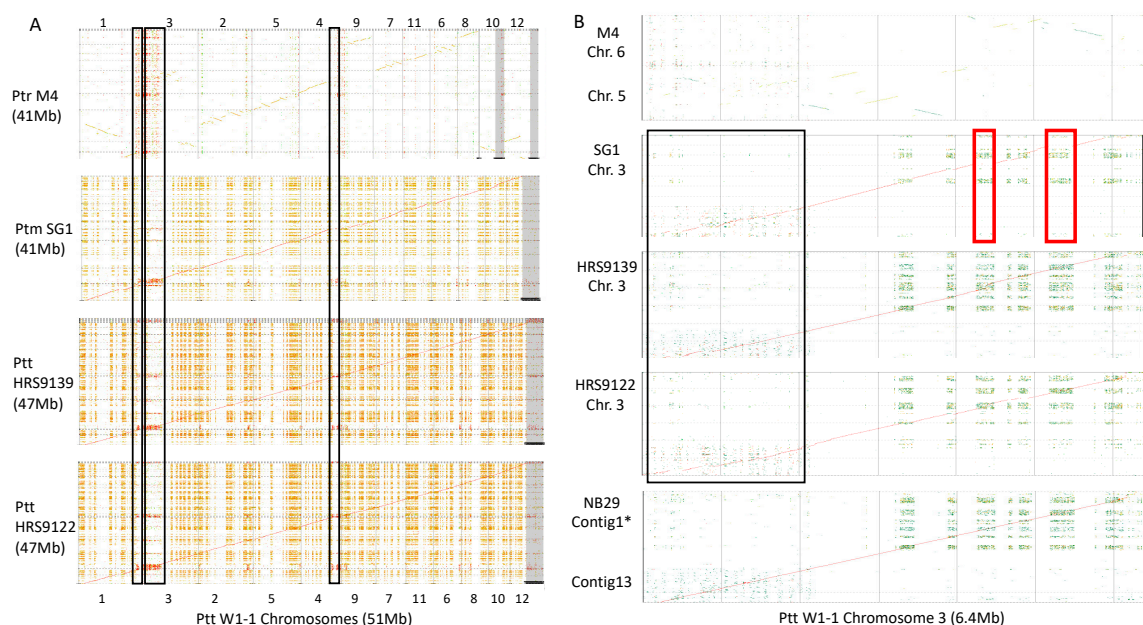 A
1 3 2 5 4 9 7 11 6 8 10 12
Ptr M4
(41Mb)
Ptm SG1
(41Mb)
Ptt
HRS9139
(47Mb)
Ptt
HRS9122
(47Mb)
1 3 2 5 4 9 7 11 6 8 10 12
Ptt W1-1 Chromosomes (51Mb)
B
M4
Chr. 6
Chr. 5
SG1
Chr. 3
HRS9139
Chr. 3
HRS9122
Chr. 3
NB29
Contig1*
Contig13
Ptt W1-1 Chromosome 3 (6.4Mb)